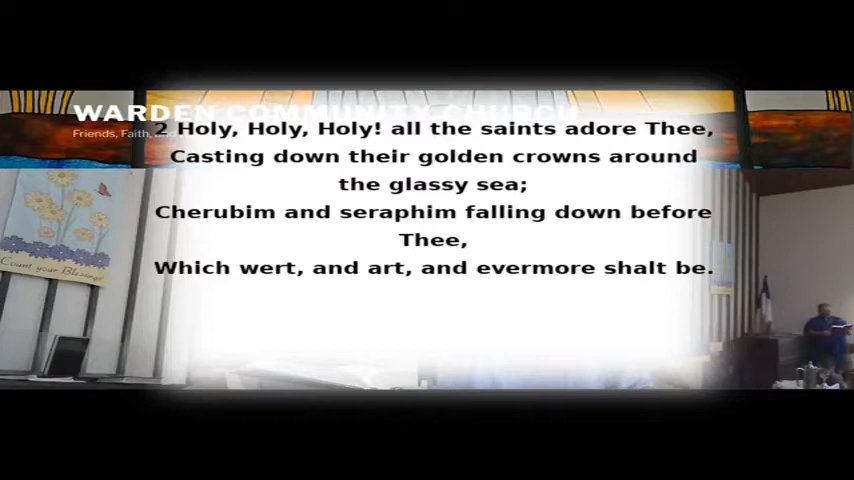 WARDEN COMMUNITY CHURCH
Friends, Faith,
2 Holy, Holy, Holy! all the saints adore Thee,
Casting down their golden crowns around
the glassy sea;
Cherubim and seraphim falling down before
Thee,
Which wert, and art, and evermore shalt be.
Count your Blessings!